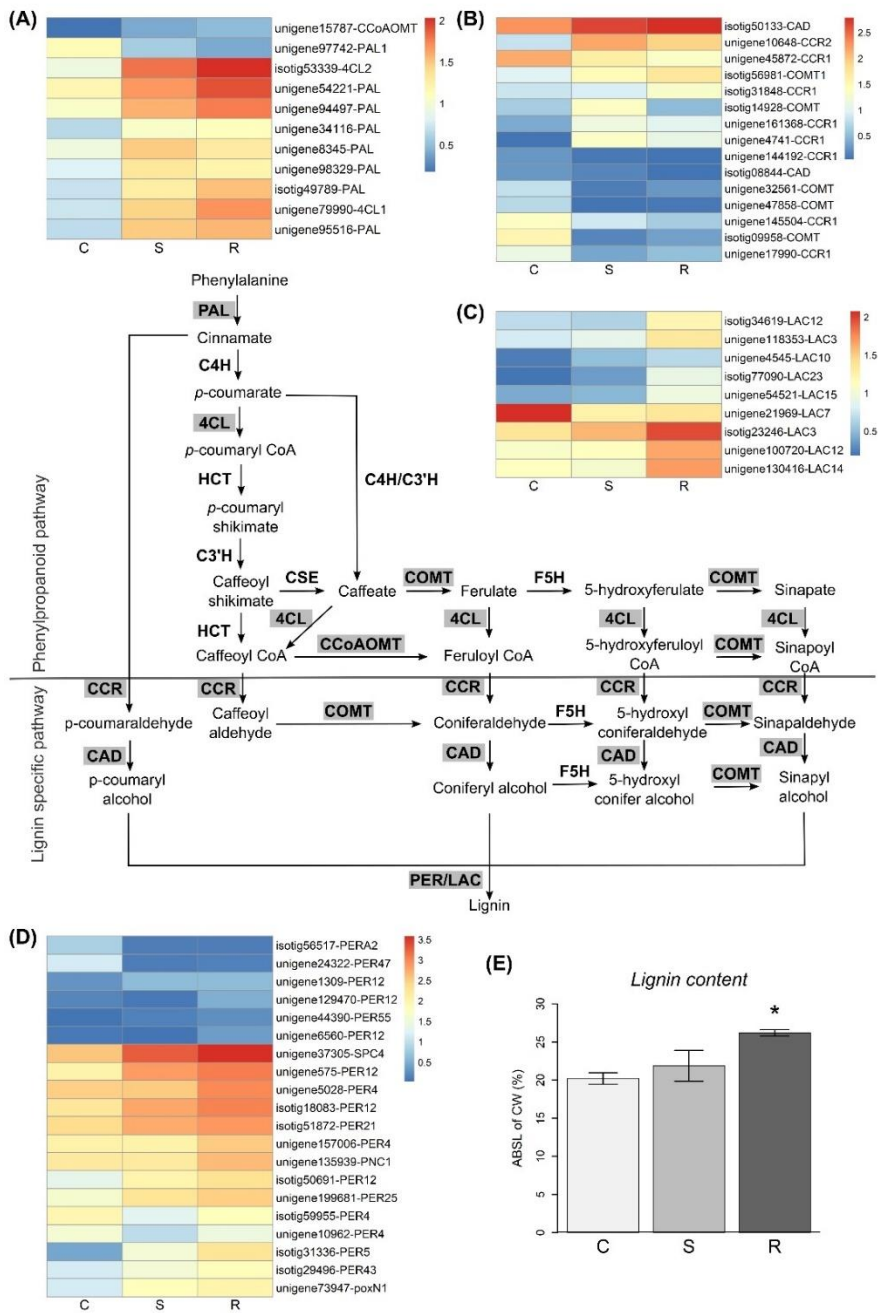 (A)
unigene15787-CCoAOMT
unigene97742-PAL1
isotig53339-4CL2
unigene54221-PAL
unigene94497-PAL
unigene34116-PAL
unigene8345-PAL
unigene98329-PAL
isotig49789-PAL
unigene79990-4CL1
unigene95516-PAL
C S R
2
1.5
1
0.5
(B)
isotig50133-CAD
unigene10648-CCR2
unigene45872-CCR1
isotig56981-COMT1
isotig31848-CCR1
isotig14928-COMT
unigene161368-CCR1
unigene4741-CCR1
unigene144192-CCR1
isotig08844-CAD
unigene32561-COMT
unigene47858-COMT
unigene145504-CCR1
isotig09958-COMT
unigene17990-CCR1
C S R
2.5
2
1.5
1
0.5
(C)
isotig34619-LAC12
unigene118353-LAC3
unigene4545-LAC10
isotig77090-LAC23
unigene54521-LAC15
unigene21969-LAC7
isotig23246-LAC3
unigene100720-LAC12
unigene130416-LAC14
C S R
2
1.5
1
0.5
Phenylpropanoid pathway
Lignin specific pathway
Phenylalanine
PAL
Cinnamate
C4H
p-coumarate
4CL
p-coumaryl CoA
HCT
C4H/C3'H
p-coumaryl
shikimate
C3'H
Caffeoyl
shikimate
CSE
Caffeate
COMT
Ferulate
F5H
5-hydroxyferulate
COMT
Sinapate
HCT
4CL
4CL
4CL
4CL
Caffeoyl CoA
CCoAOMT
Feruloyl CoA
5-hydroxyferuloyl
CoA
COMT
Sinapoyl
CoA
CCR
CCR
CCR
CCR
CCR
p-coumaraldehyde
Caffeoyl
aldehyde
COMT
Coniferaldehyde
F5H
5-hydroxyl
coniferaldehyde
COMT
Sinapaldehyde
CAD
CAD
CAD
CAD
p-coumaryl
alcohol
Coniferyl alcohol
F5H
5-hydroxyl
conifer alcohol
COMT
Sinapyl
alcohol
PER/LAC
Lignin
(D)
isotig56517-PERA2
unigene24322-PER47
unigene1309-PER12
unigene129470-PER12
unigene44390-PER55
unigene6560-PER12
unigene37305-SPC4
unigene575-PER12
unigene5028-PER4
isotig18083-PER12
isotig51872-PER21
unigene157006-PER4
unigene135939-PNC1
isotig50691-PER12
unigene199681-PER25
isotig59955-PER4
unigene10962-PER4
isotig31336-PER5
isotig29496-PER43
unigene73947-poxN1
C S R
3.5
3
2.5
2
1.5
1
0.5
(E)
Lignin content
ABSL of CW (%)
30
25
20
15
10
5
0
*
C S R